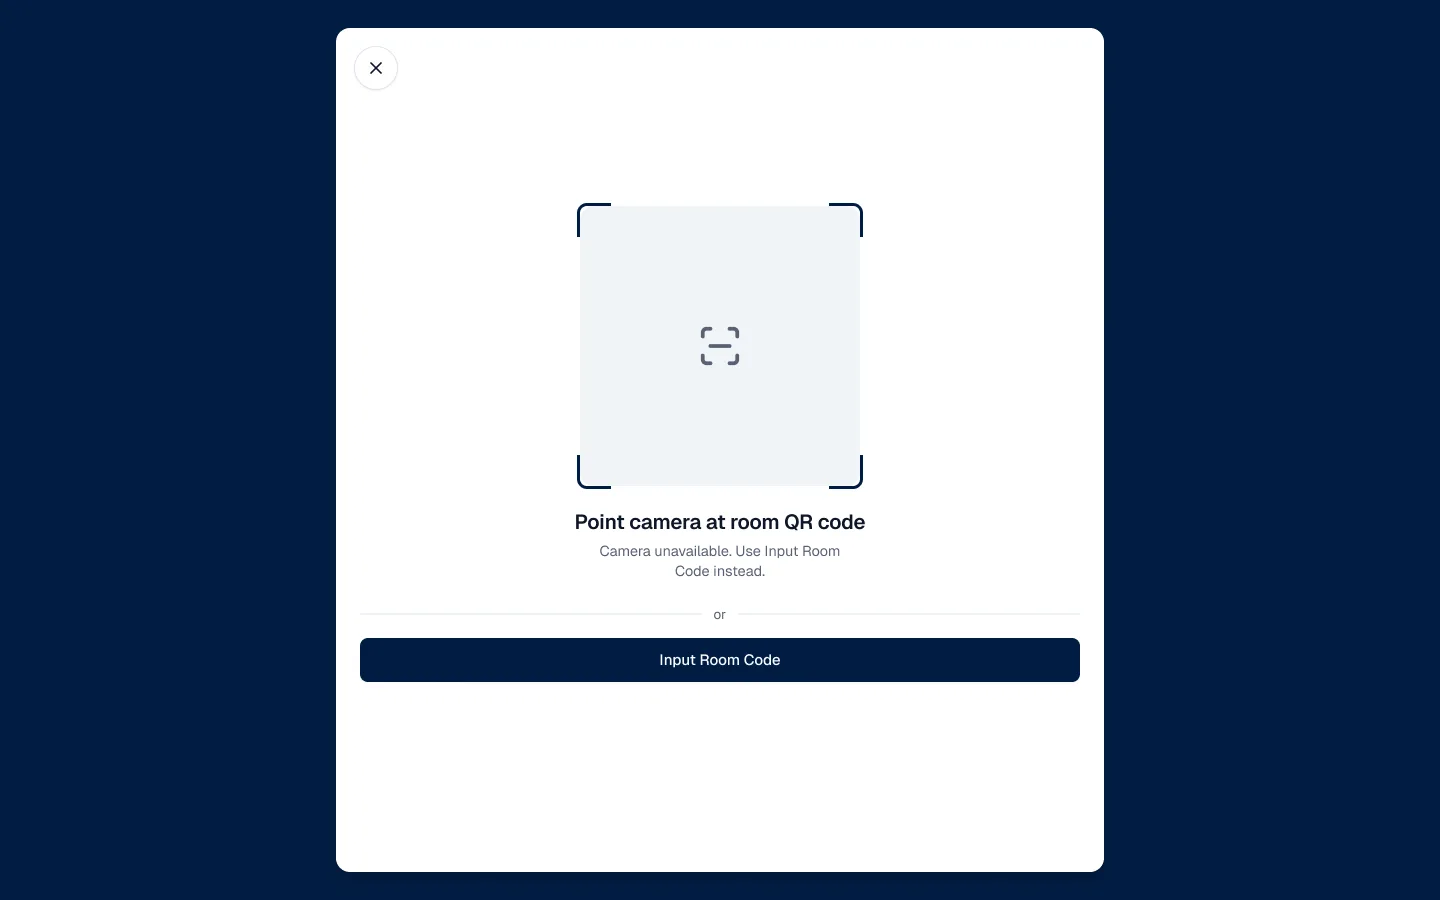 Point camera at room QR code
Camera unavailable. Use Input Room
Code instead.
or
Input Room Code